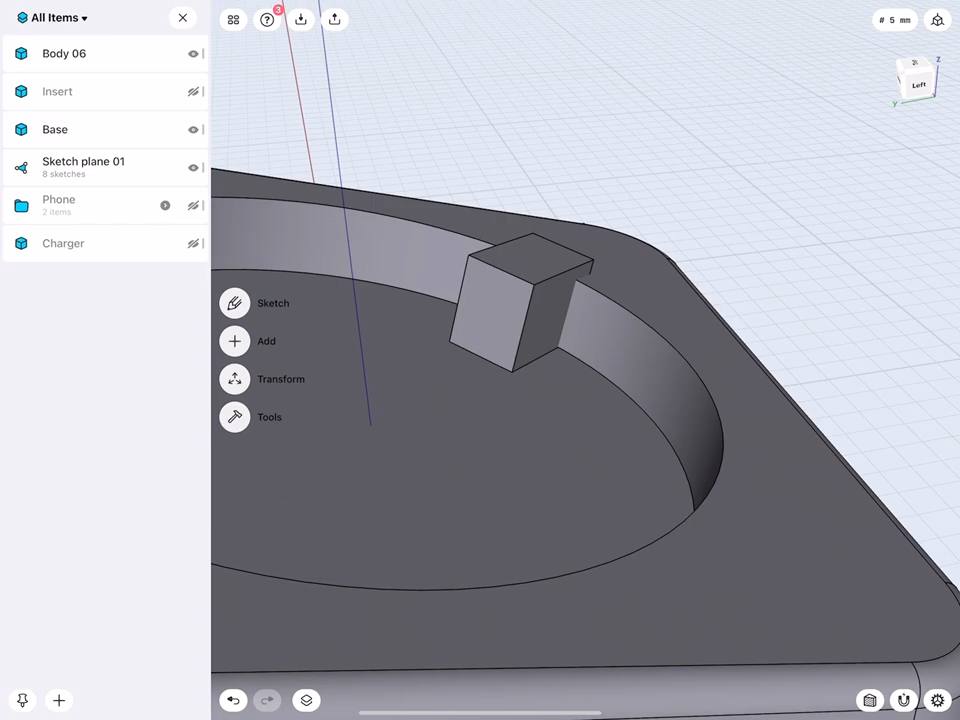 All Items ▾
3
# 5 mm
Body 06
Insert
Base
Sketch plane 01
8 sketches
Phone
2 items
Charger
Sketch
Add
Transform
Tools
Z
Left
Y